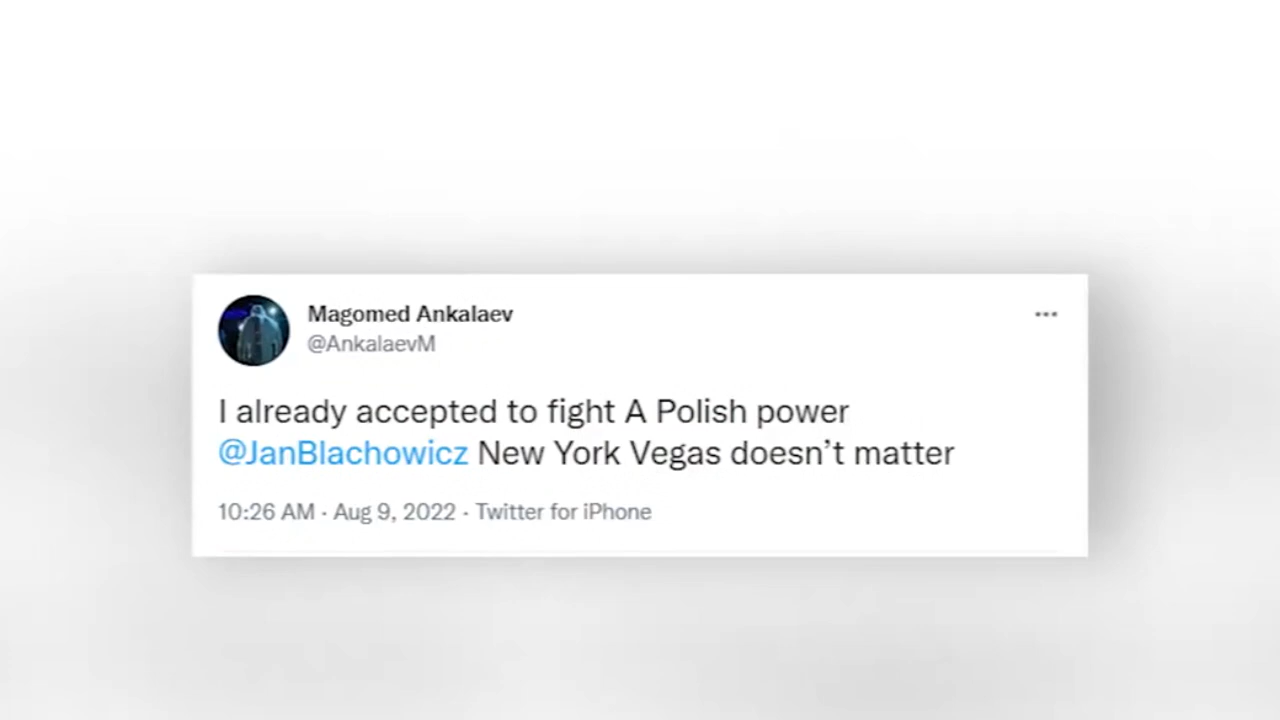 Magomed Ankalaev
@AnkalaevM
I already accepted to fight A Polish power
@JanBlachowicz New York Vegas doesn’t matter
10:26 AM · Aug 9, 2022 · Twitter for iPhone